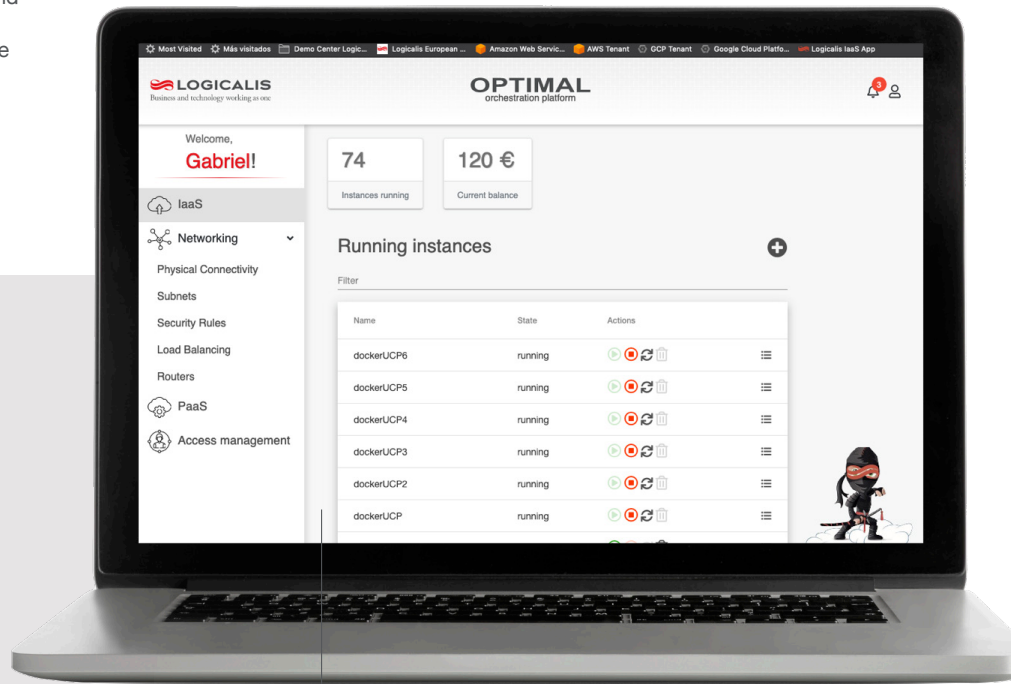 Most Visited Más visitados Demo Center Logic... Logicalis European ... Amazon Web Servic... AWS Tenant GCP Tenant Google Cloud Platfo... Logicalis IaaS App
LOGICALIS
Business and technology working as one
OPTIMAL
orchestration platform
3
Welcome,
Gabriel!
IaaS
Networking
Physical Connectivity
Subnets
Security Rules
Load Balancing
Routers
PaaS
Access management
74
Instances running
120 €
Current balance
Running instances
Filter
Name State Actions
dockerUCP6 running
dockerUCP5 running
dockerUCP4 running
dockerUCP3 running
dockerUCP2 running
dockerUCP running